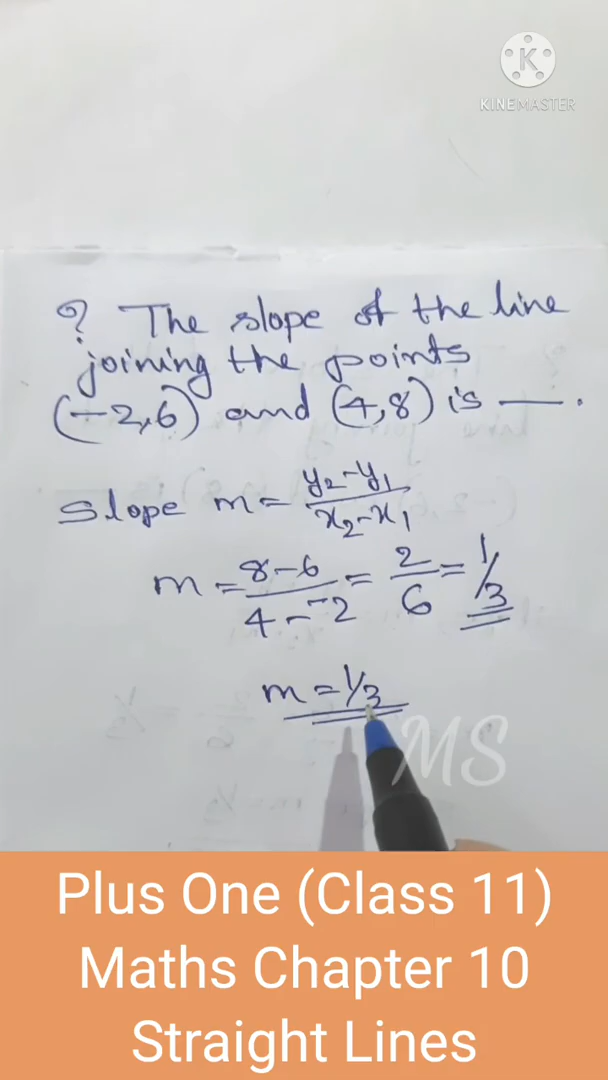 KINEMASTER
? The slope of the line
joining the points
(-2,6) and (4,8) is —.
Slope m = y₂-y₁/x₂-x₁
m = 8-6/4--2 = 2/6 = 1/3
m = 1/3
MS
Plus One (Class 11)
Maths Chapter 10
Straight Lines